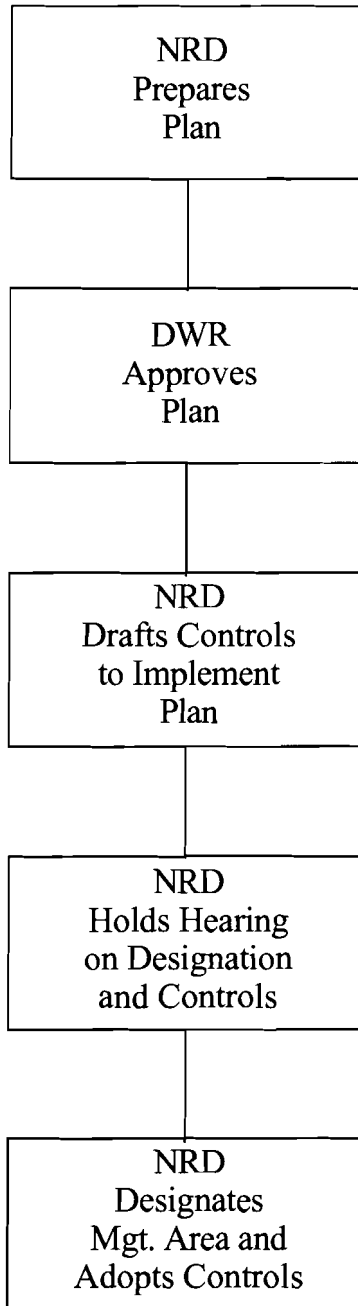 NRD
Prepares
Plan
DWR
Approves
Plan
NRD
Drafts Controls
to Implement
Plan
NRD
Holds Hearing
on Designation
and Controls
NRD
Designates
Mgt. Area and
Adopts Controls